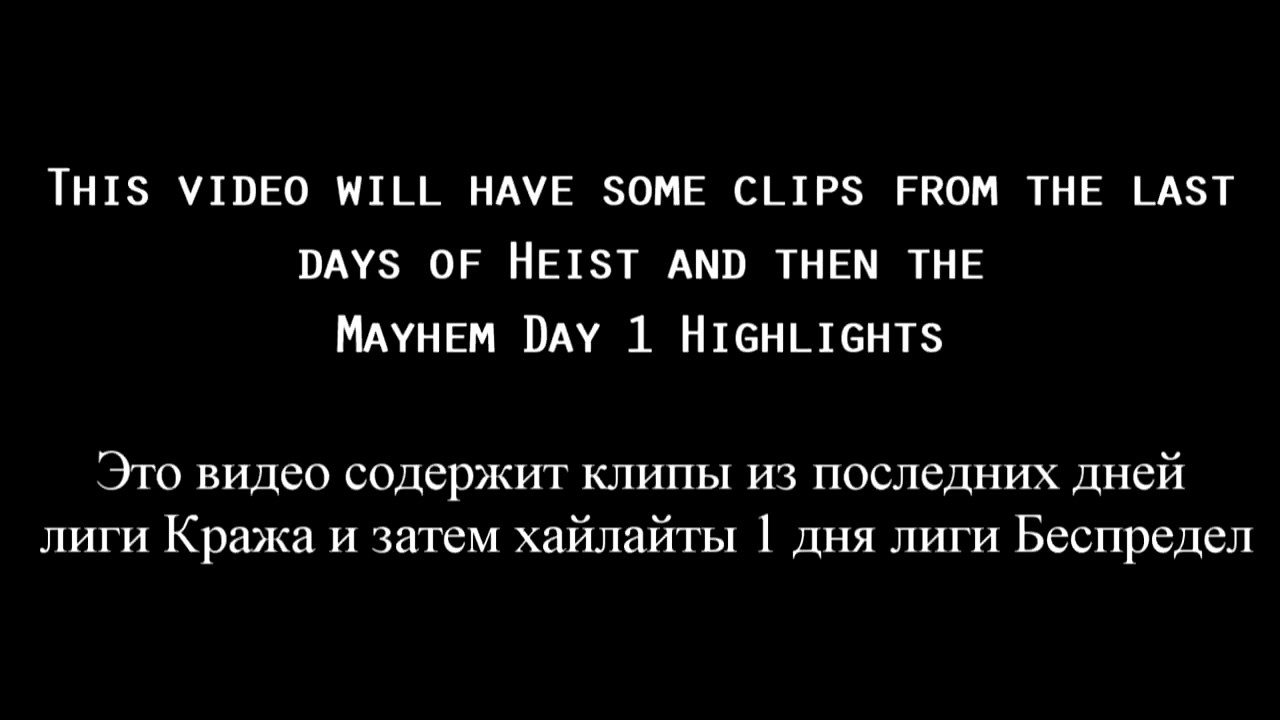 This video will have some clips from the last
days of Heist and then the
Mayhem Day 1 Highlights
Это видео содержит клипы из последних дней
лиги Кража и затем хайлайты 1 дня лиги Беспредел